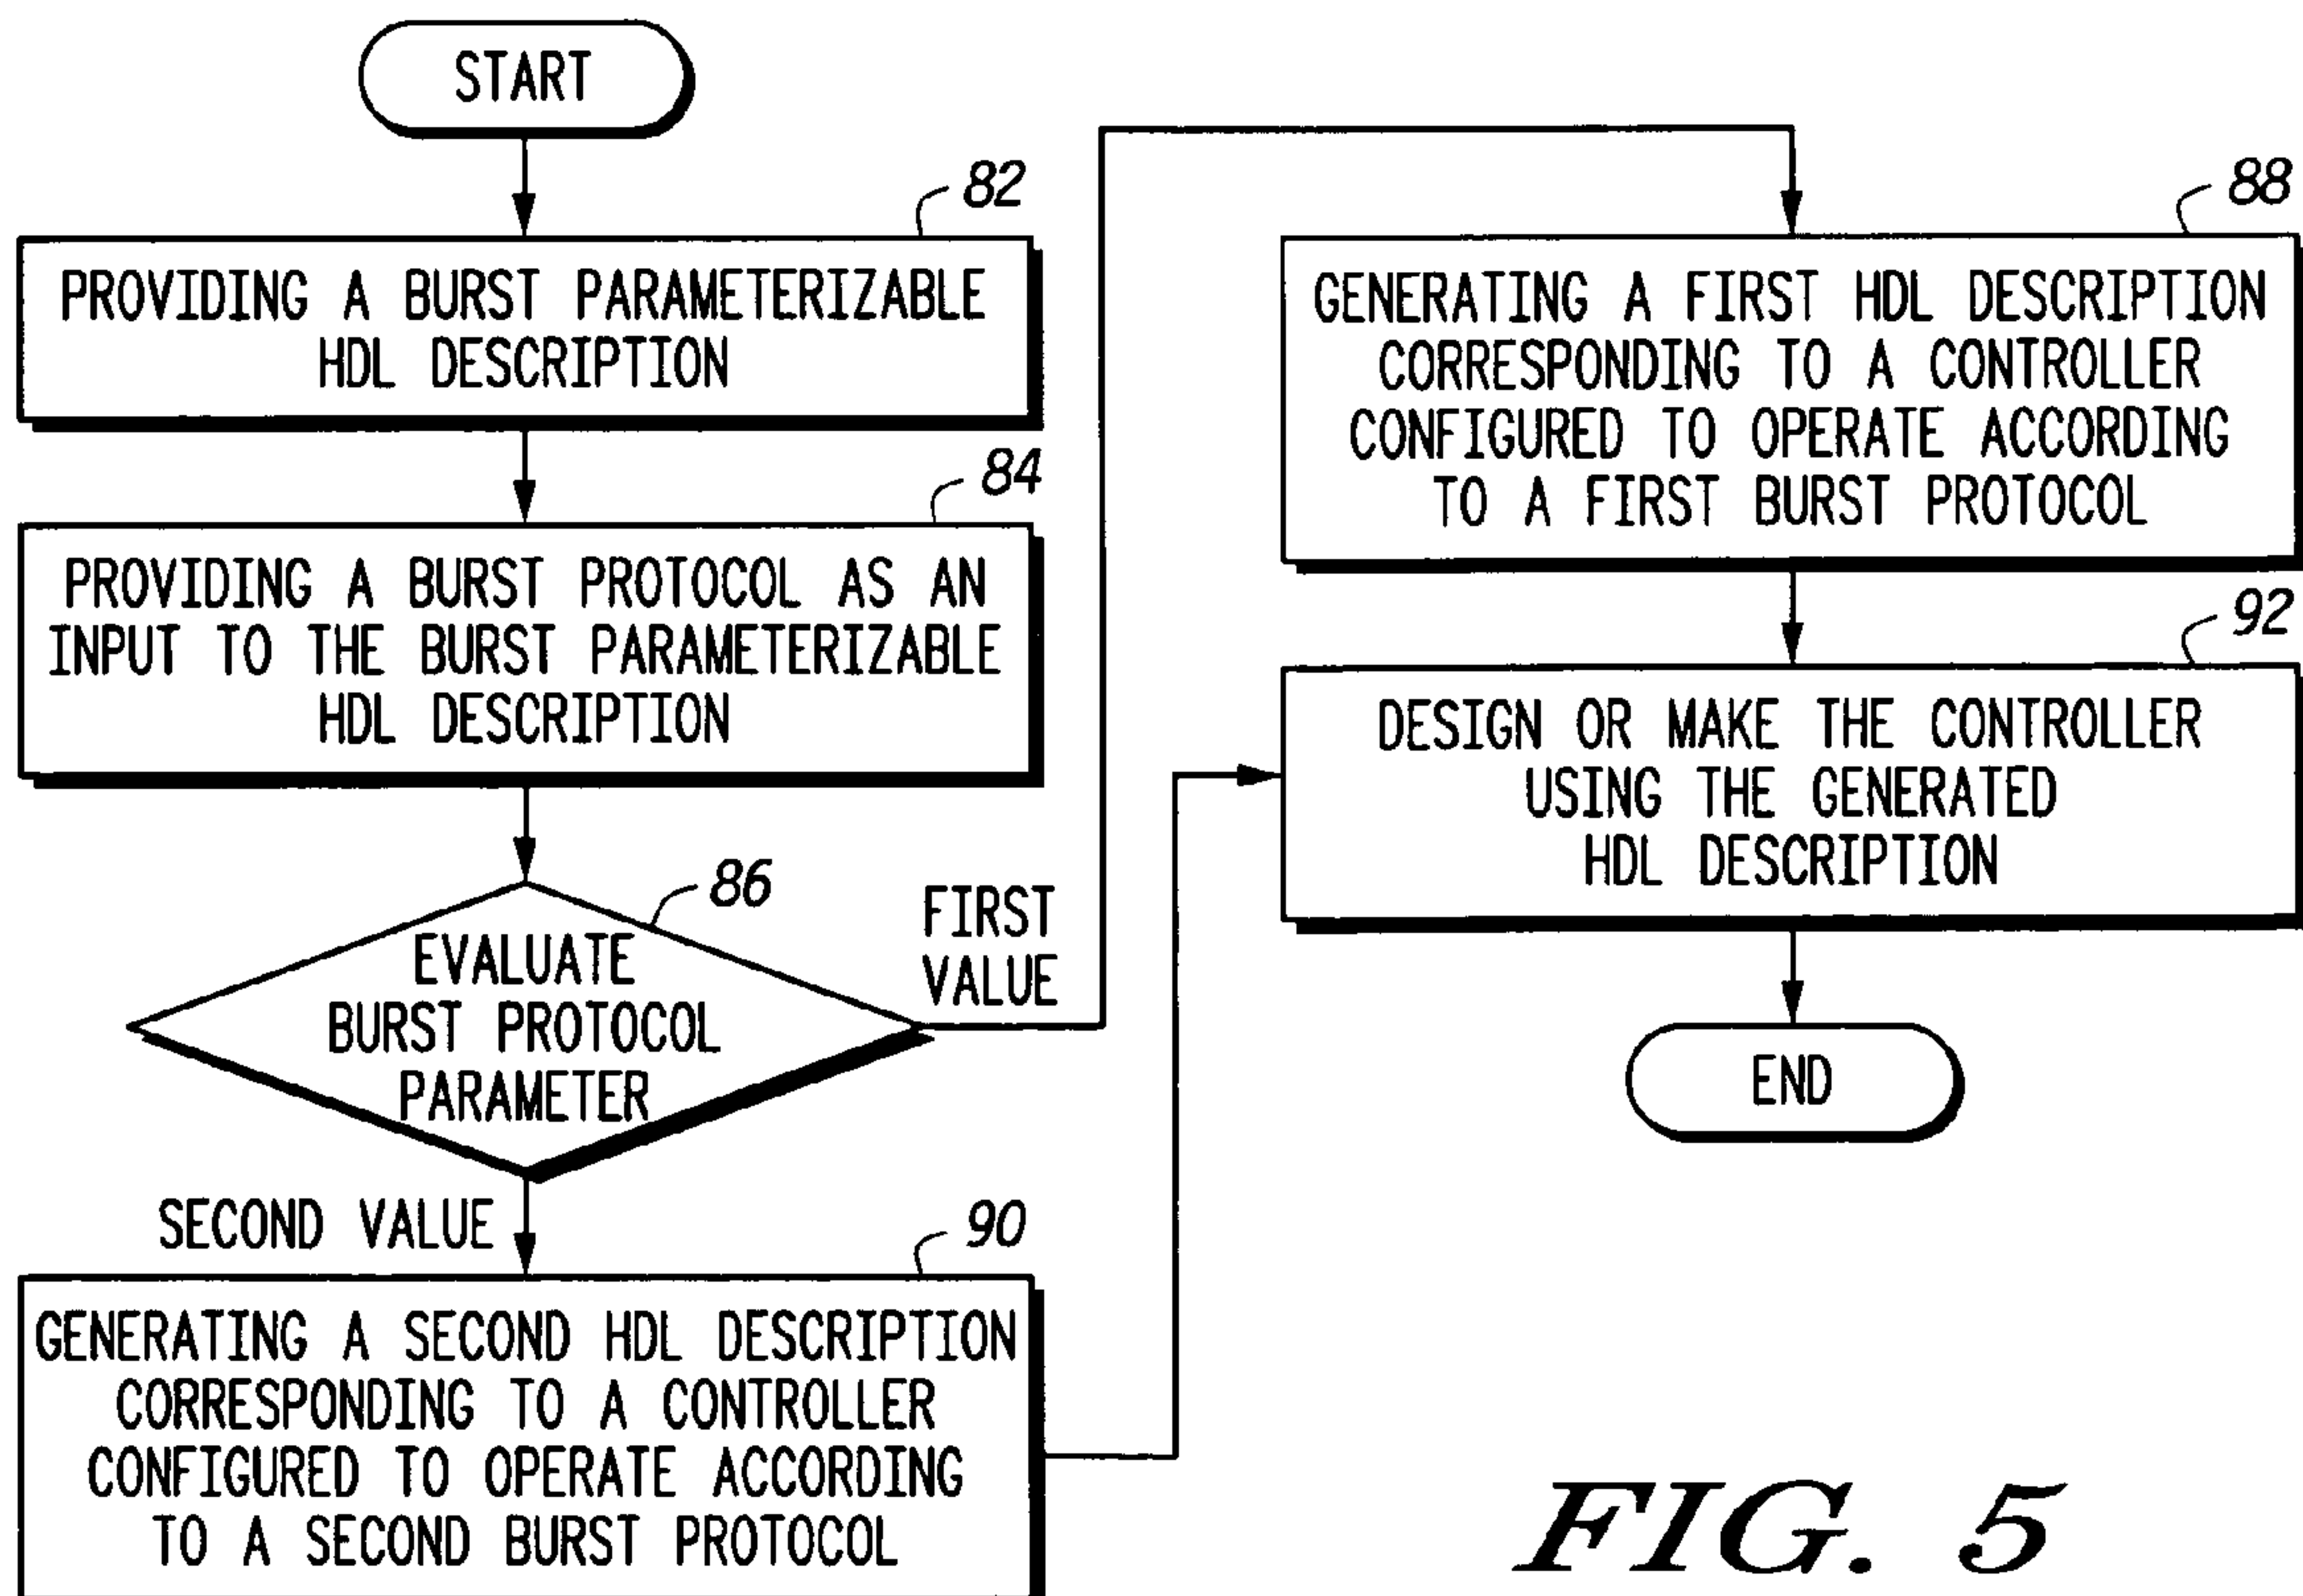 START
82
PROVIDING A BURST PARAMETERIZABLE
HDL DESCRIPTION
84
PROVIDING A BURST PROTOCOL AS AN
INPUT TO THE BURST PARAMETERIZABLE
HDL DESCRIPTION
86
EVALUATE
BURST PROTOCOL
PARAMETER
FIRST
VALUE
SECOND VALUE
90
GENERATING A SECOND HDL DESCRIPTION
CORRESPONDING TO A CONTROLLER
CONFIGURED TO OPERATE ACCORDING
TO A SECOND BURST PROTOCOL
88
GENERATING A FIRST HDL DESCRIPTION
CORRESPONDING TO A CONTROLLER
CONFIGURED TO OPERATE ACCORDING
TO A FIRST BURST PROTOCOL
92
DESIGN OR MAKE THE CONTROLLER
USING THE GENERATED
HDL DESCRIPTION
END
FIG. 5